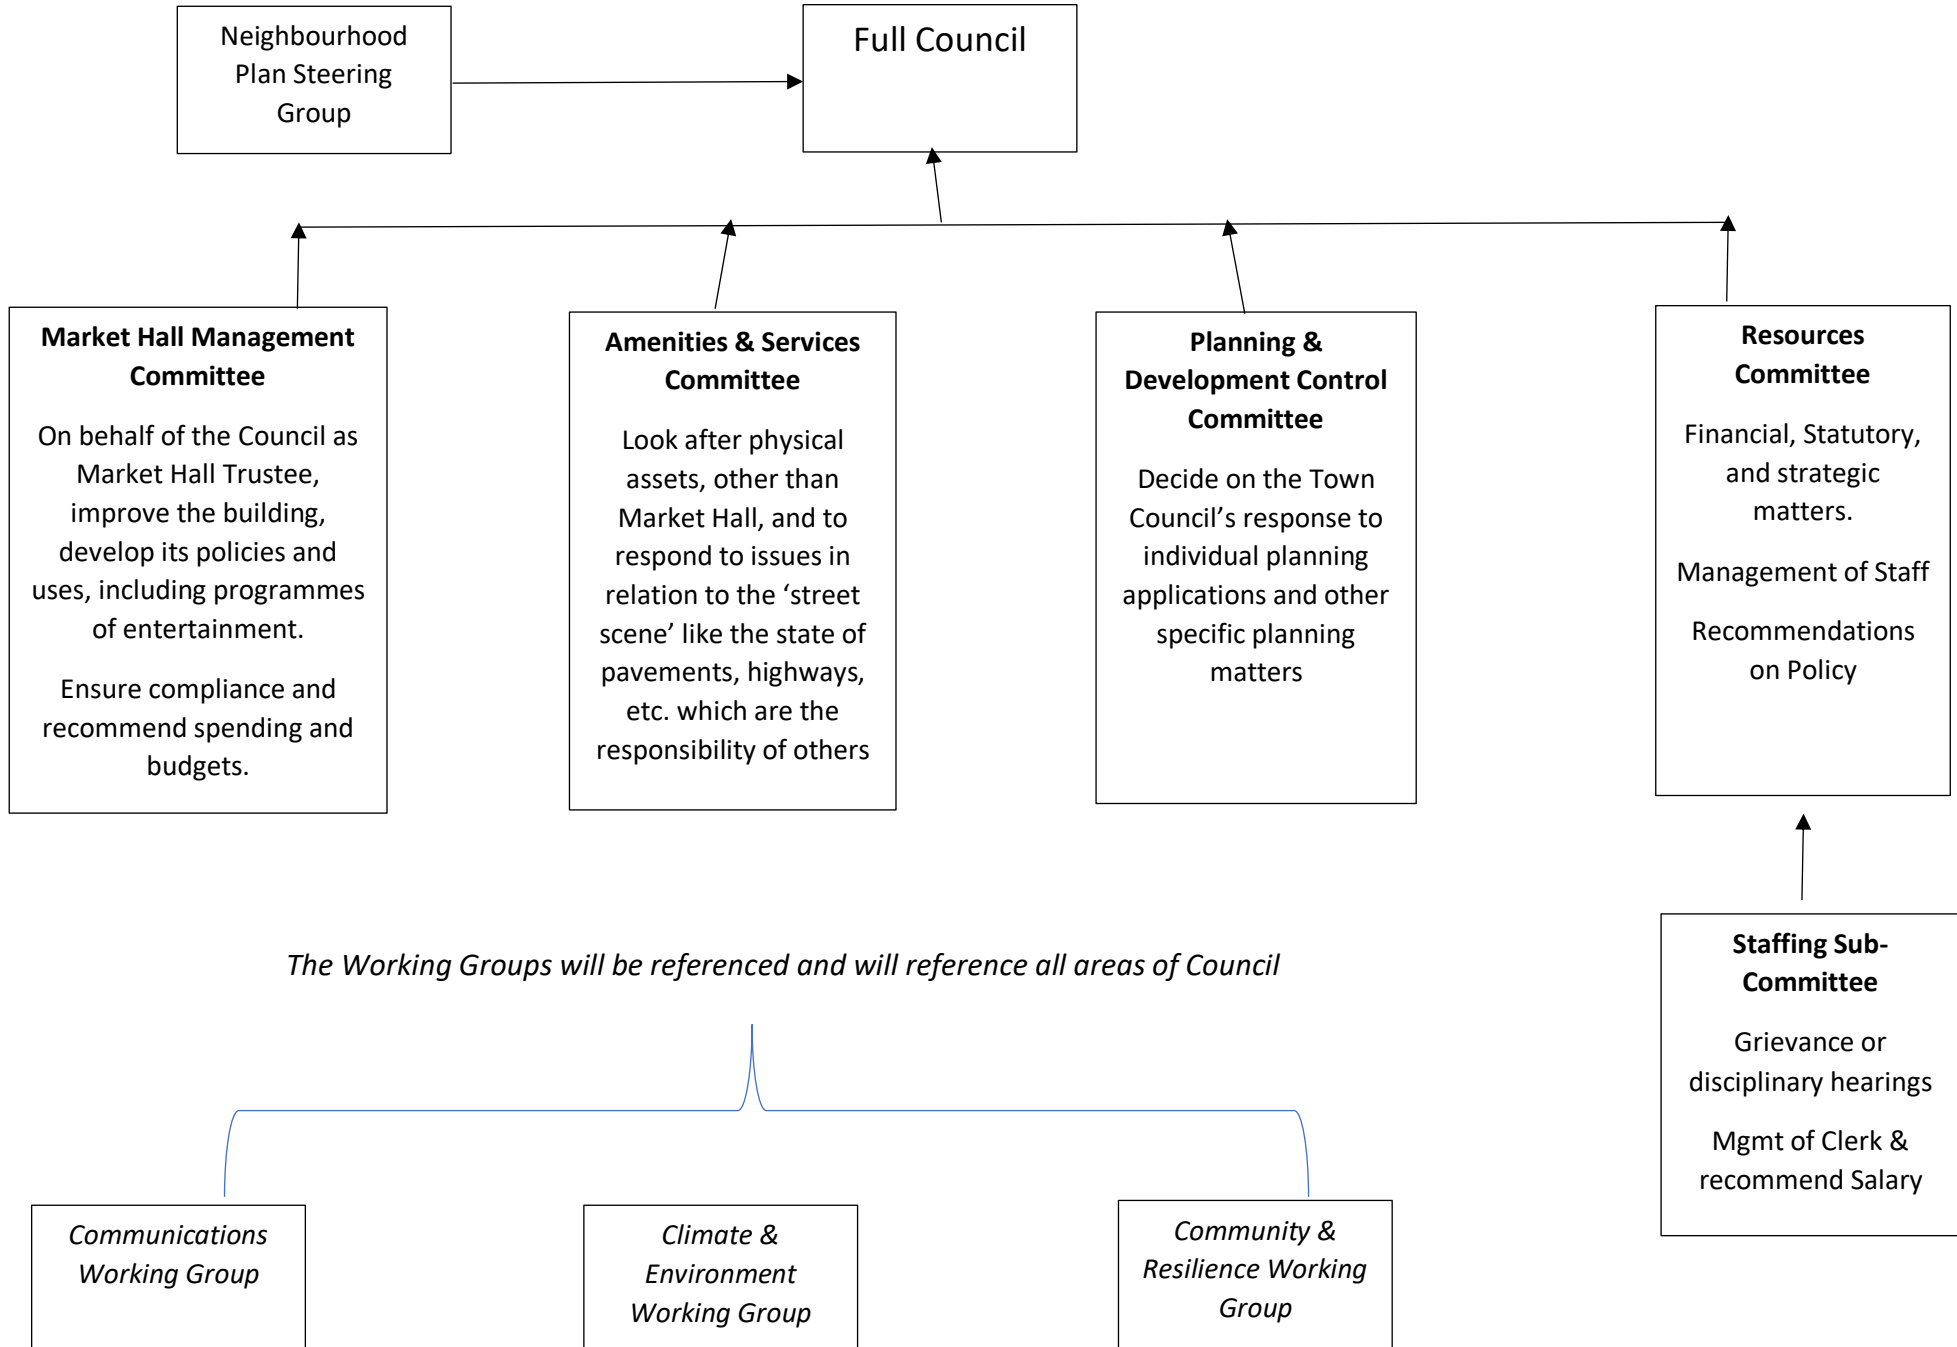 Neighbourhood
Plan Steering
Group
Full Council
Market Hall Management
Committee
On behalf of the Council as
Market Hall Trustee,
improve the building,
develop its policies and
uses, including programmes
of entertainment.
Ensure compliance and
recommend spending and
budgets.
Amenities & Services
Committee
Look after physical
assets, other than
Market Hall, and to
respond to issues in
relation to the ‘street
scene’ like the state of
pavements, highways,
etc. which are the
responsibility of others
Planning &
Development Control
Committee
Decide on the Town
Council’s response to
individual planning
applications and other
specific planning
matters
Resources
Committee
Financial, Statutory,
and strategic
matters.
Management of Staff
Recommendations
on Policy
Staffing Sub-
Committee
Grievance or
disciplinary hearings
Mgmt of Clerk &
recommend Salary
The Working Groups will be referenced and will reference all areas of Council
Communications
Working Group
Climate &
Environment
Working Group
Community &
Resilience Working
Group